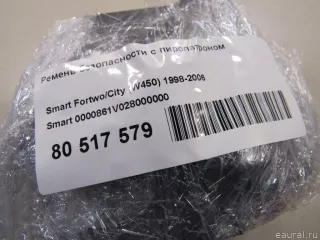 Ремень безопасности с пиропатроном
Smart Fortwo/City (W450) 1998-2006
Smart 0000861V028000000
80 517 579
eaural.ru